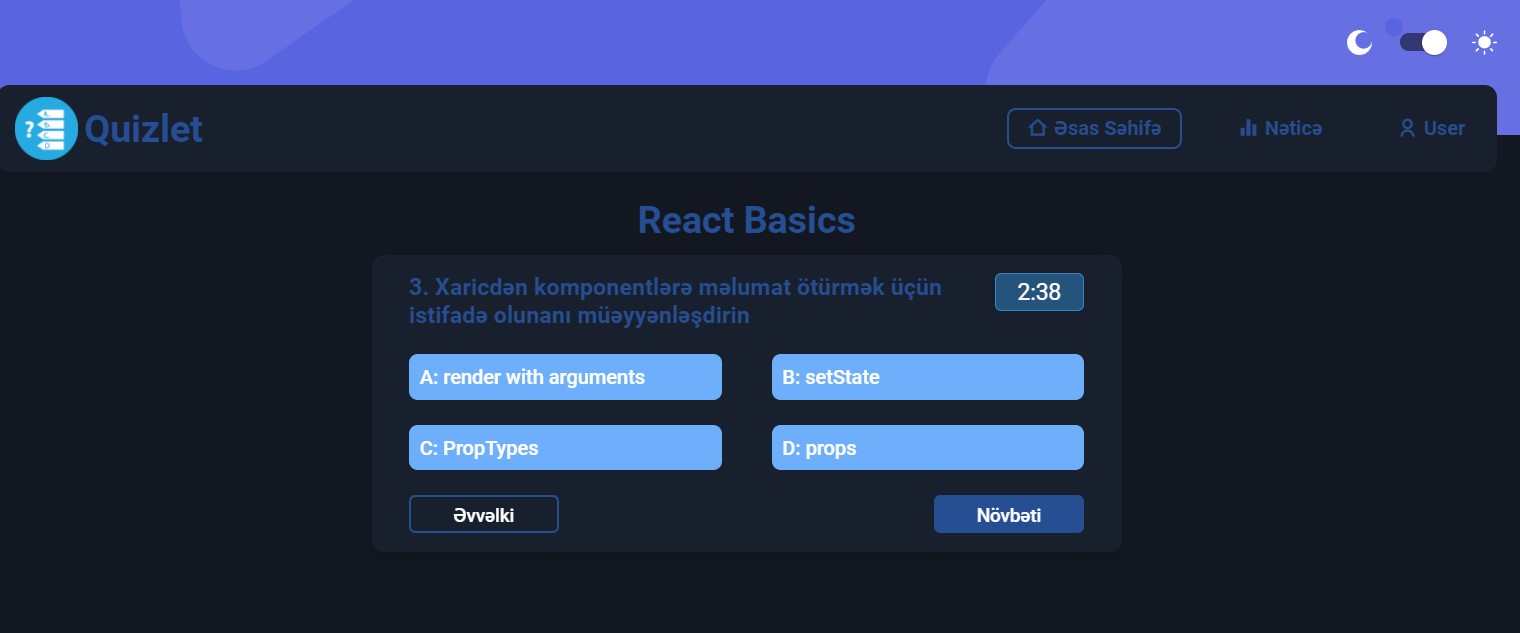 Quizlet
Əsas Səhifə
Nəticə
User
React Basics
3. Xaricdən komponentlərə məlumat ötürmək üçün
istifadə olunanı müəyyənləşdirin
2:38
A: render with arguments
B: setState
C: PropTypes
D: props
Əvvəlki
Növbəti